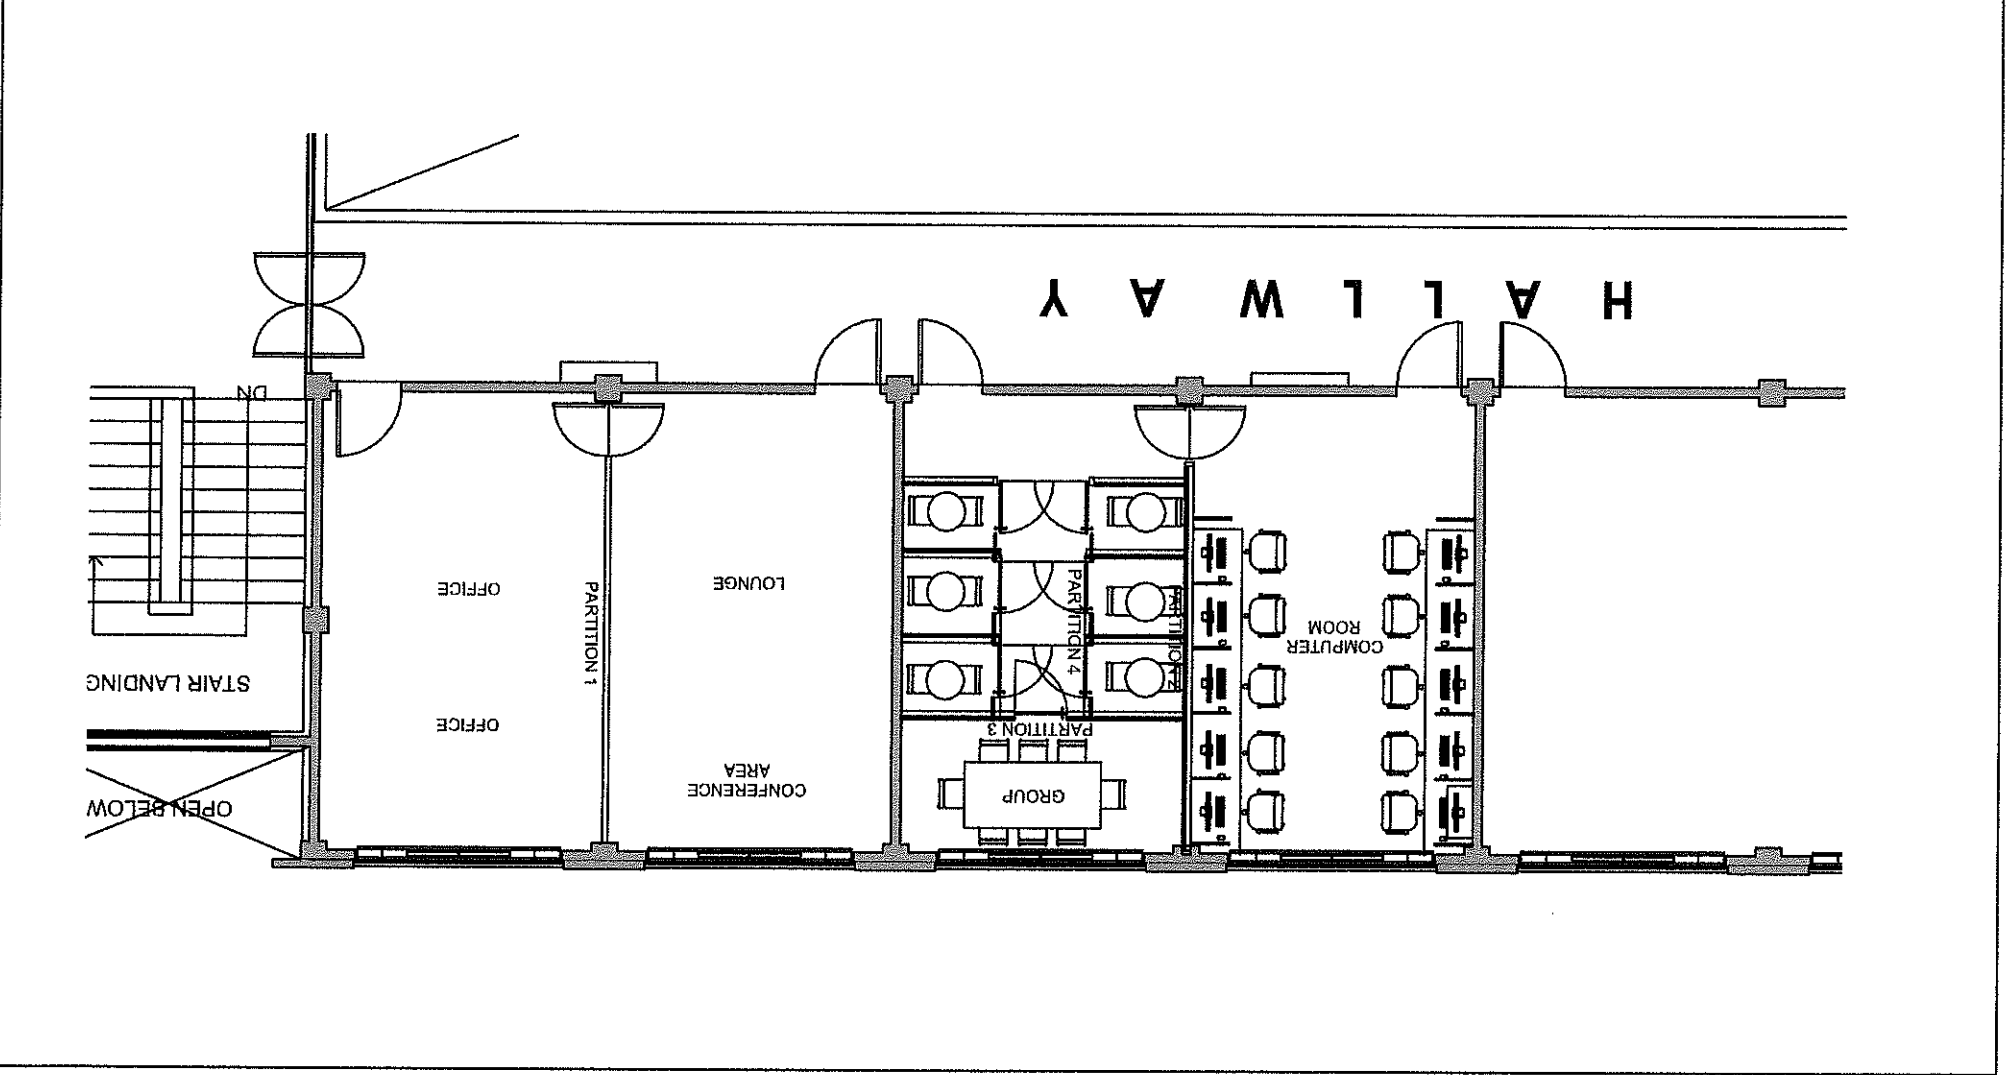 HALLWAY
DN
OFFICE
PARTITION 1
LOUNGE
PARTITION 4
PARTITION 2
COMPUTER
ROOM
STAIR LANDING
OFFICE
PARTITION 3
CONFERENCE
AREA
GROUP
OPEN BELOW